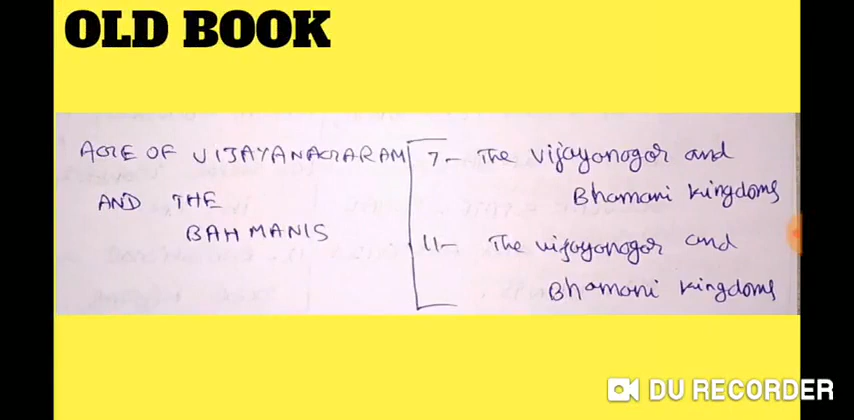 OLD BOOK
AGE OF VIJAYANAGARAM
AND THE
BAHMANIS
7- The Vijayanagar and
Bhamani kingdoms
11- The vijayanagar and
Bhamani kingdoms
DU RECORDER